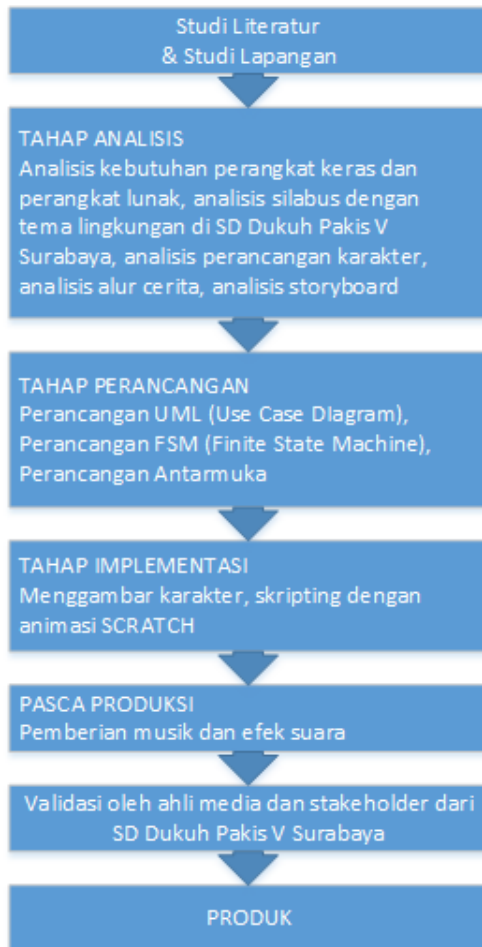 Studi Literatur
& Studi Lapangan
TAHAP ANALISIS
Analisis kebutuhan perangkat keras dan
perangkat lunak, analisis silabus dengan
tema lingkungan di SD Dukuh Pakis V
Surabaya, analisis perancangan karakter,
analisis alur cerita, analisis storyboard
TAHAP PERANCANGAN
Perancangan UML (Use Case DIagram),
Perancangan FSM (Finite State Machine),
Perancangan Antarmuka
TAHAP IMPLEMENTASI
Menggambar karakter, skripting dengan
animasi SCRATCH
PASCA PRODUKSI
Pemberian musik dan efek suara
Validasi oleh ahli media dan stakeholder dari
SD Dukuh Pakis V Surabaya
PRODUK